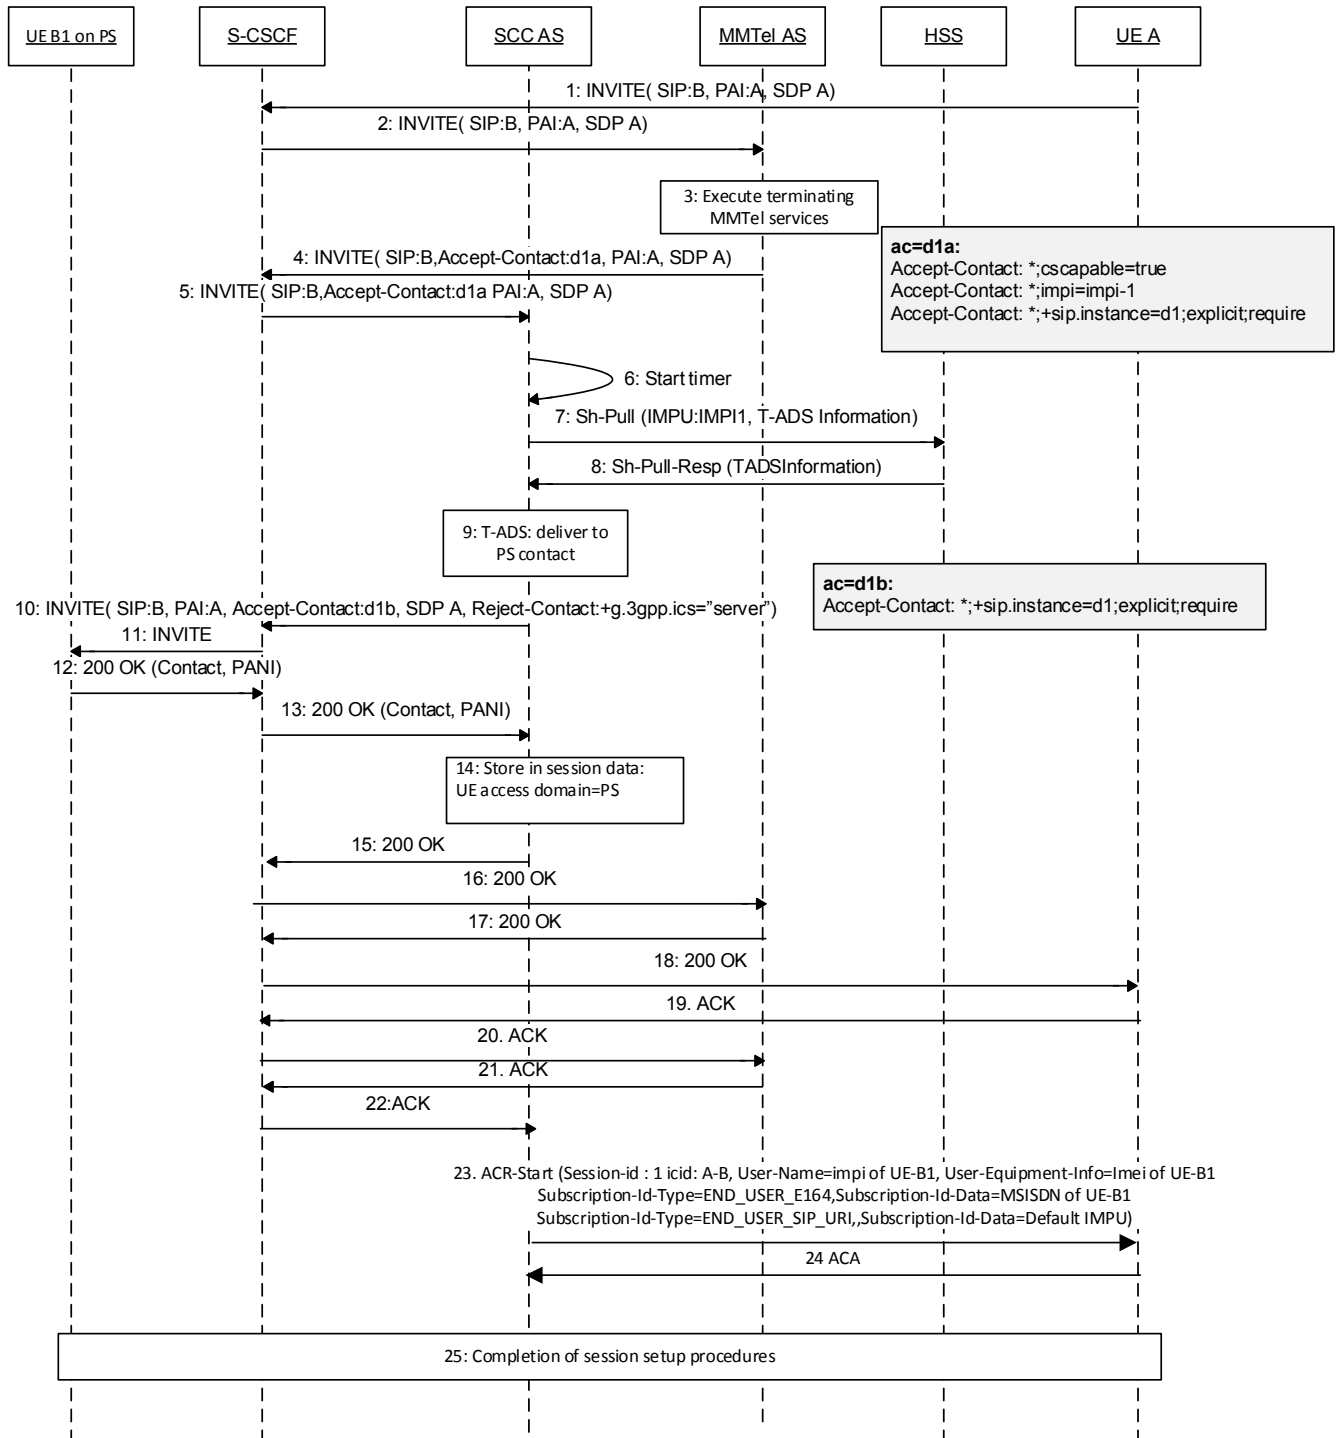 UE B1 on PS
S-CSCF
SCC AS
MMTel AS
HSS
UE A
1: INVITE( SIP:B, PAI:A, SDP A)
2: INVITE( SIP:B, PAI:A, SDP A)
3: Execute terminating
MMTel services
ac=d1a:
Accept-Contact: *;cscapable=true
Accept-Contact: *;impi=impi-1
Accept-Contact: *;+sip.instance=d1;explicit;require
4: INVITE( SIP:B,Accept-Contact:d1a, PAI:A, SDP A)
5: INVITE( SIP:B,Accept-Contact:d1a PAI:A, SDP A)
6: Start timer
7: Sh-Pull (IMPU:IMPI1, T-ADS Information)
8: Sh-Pull-Resp (TADSInformation)
9: T-ADS: deliver to
PS contact
ac=d1b:
Accept-Contact: *;+sip.instance=d1;explicit;require
10: INVITE( SIP:B, PAI:A, Accept-Contact:d1b, SDP A, Reject-Contact:+g.3gpp.ics=”server”)
11: INVITE
12: 200 OK (Contact, PANI)
13: 200 OK (Contact, PANI)
14: Store in session data:
UE access domain=PS
15: 200 OK
16: 200 OK
17: 200 OK
18: 200 OK
19. ACK
20. ACK
21. ACK
22:ACK
23. ACR-Start (Session-id : 1 icid: A-B, User-Name=impi of UE-B1, User-Equipment-Info=Imei of UE-B1
Subscription-Id-Type=END_USER_E164,Subscription-Id-Data=MSISDN of UE-B1
Subscription-Id-Type=END_USER_SIP_URI,,Subscription-Id-Data=Default IMPU)
24 ACA
25: Completion of session setup procedures